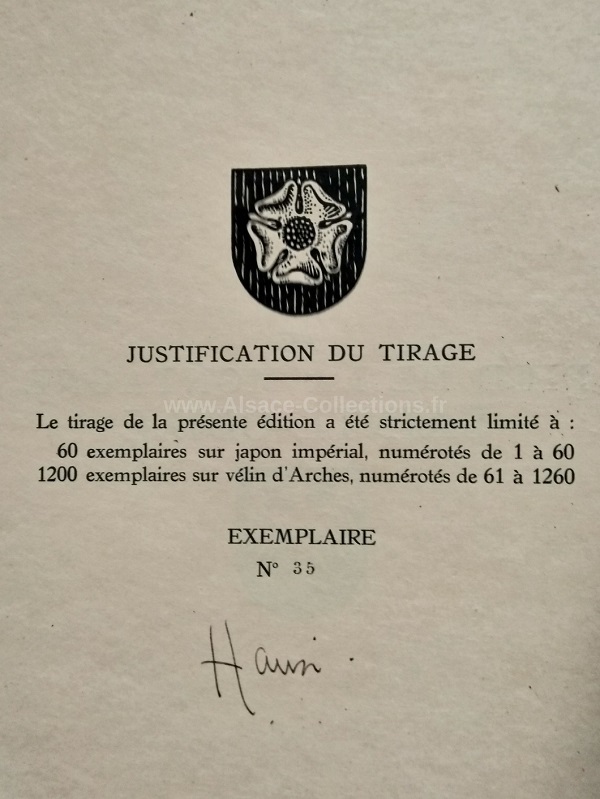 JUSTIFICATION DU TIRAGE
www.Alsace-Collections.fr
Le tirage de la présente édition a été strictement limité à :
60 exemplaires sur japon impérial, numérotés de 1 à 60
1200 exemplaires sur vélin d'Arches, numérotés de 61 à 1260
EXEMPLAIRE
N° 35
Hansi